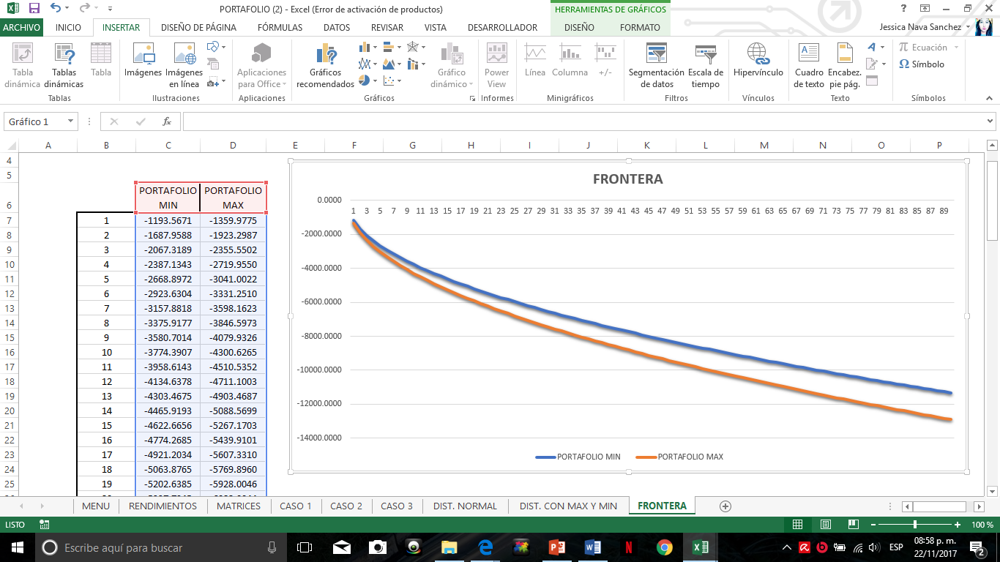 PORTAFOLIO (2) - Excel (Error de activación de productos)
HERRAMIENTAS DE GRÁFICOS
?
ARCHIVO INICIO INSERTAR DISEÑO DE PÁGINA FÓRMULAS DATOS REVISAR VISTA DESARROLLADOR DISEÑO FORMATO Jessica Nava Sanchez
Tabla dinámica
Tablas dinámicas
Tabla
Tablas
Imágenes
Imágenes en línea
Ilustraciones
Aplicaciones para Office
Aplicaciones
Gráficos recomendados
Gráfico dinámico
Gráficos
Power View
Informes
Línea
Columna
+/-
Minigráficos
Segmentación de datos
Escala de tiempo
Filtros
Hipervínculo
Vínculos
Cuadro de texto
Encabez. pie pág.
Texto
π Ecuación
Ω Símbolo
Símbolos
Gráfico 1 fx
A B C D E F G H I J K L M N O P
4
5
6 PORTAFOLIO MIN PORTAFOLIO MAX
7 1 -1193.5671 -1359.9775
8 2 -1687.9588 -1923.2987
9 3 -2067.3189 -2355.5502
10 4 -2387.1343 -2719.9550
11 5 -2668.8972 -3041.0022
12 6 -2923.6304 -3331.2510
13 7 -3157.8818 -3598.1623
14 8 -3375.9177 -3846.5973
15 9 -3580.7014 -4079.9326
16 10 -3774.3907 -4300.6265
17 11 -3958.6143 -4510.5352
18 12 -4134.6378 -4711.1003
19 13 -4303.4675 -4903.4687
20 14 -4465.9193 -5088.5699
21 15 -4622.6656 -5267.1703
22 16 -4774.2685 -5439.9101
23 17 -4921.2034 -5607.3310
24 18 -5063.8765 -5769.8960
25 19 -5202.6385 -5928.0046
FRONTERA
0.0000
1 3 5 7 9 11 13 15 17 19 21 23 25 27 29 31 33 35 37 39 41 43 45 47 49 51 53 55 57 59 61 63 65 67 69 71 73 75 77 79 81 83 85 87 89
-2000.0000
-4000.0000
-6000.0000
-8000.0000
-10000.0000
-12000.0000
-14000.0000
PORTAFOLIO MIN PORTAFOLIO MAX
MENU RENDIMIENTOS MATRICES CASO 1 CASO 2 CASO 3 DIST. NORMAL DIST. CON MAX Y MIN FRONTERA
LISTO 100 %
Escribe aquí para buscar
ESP
08:58 p. m.
22/11/2017
2